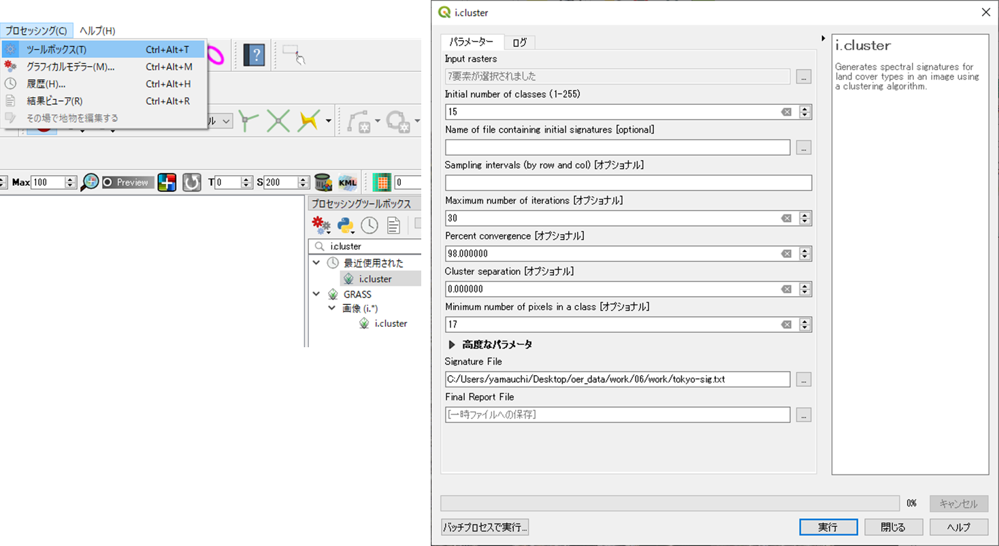 プロセッシング(C) ヘルプ(H)
ツールボックス(T) Ctrl+Alt+T
グラフィカルモデラー(M)... Ctrl+Alt+M
履歴(H)... Ctrl+Alt+H
結果ビューア(R) Ctrl+Alt+R
その場で地物を編集する
ル
Max 100 Preview T 0 S 200 KML 0
プロセッシングツールボックス
i.cluster
最近使用された
i.cluster
GRASS
画像 (i.*)
i.cluster
i.cluster
パラメーター ログ
Input rasters
7要素が選択されました ...
Initial number of classes (1-255)
15
Name of file containing initial signatures [optional]
...
Sampling intervals (by row and col) [オプショナル]
Maximum number of iterations [オプショナル]
30
Percent convergence [オプショナル]
98.000000
Cluster separation [オプショナル]
0.000000
Minimum number of pixels in a class [オプショナル]
17
高度なパラメータ
Signature File
C:/Users/yamauchi/Desktop/oer_data/work/06/work/tokyo-sig.txt ...
Final Report File
[一時ファイルへの保存] ...
i.cluster
Generates spectral signatures for
land cover types in an image using
a clustering algorithm.
0% キャンセル
バッチプロセスで実行... 実行 閉じる ヘルプ